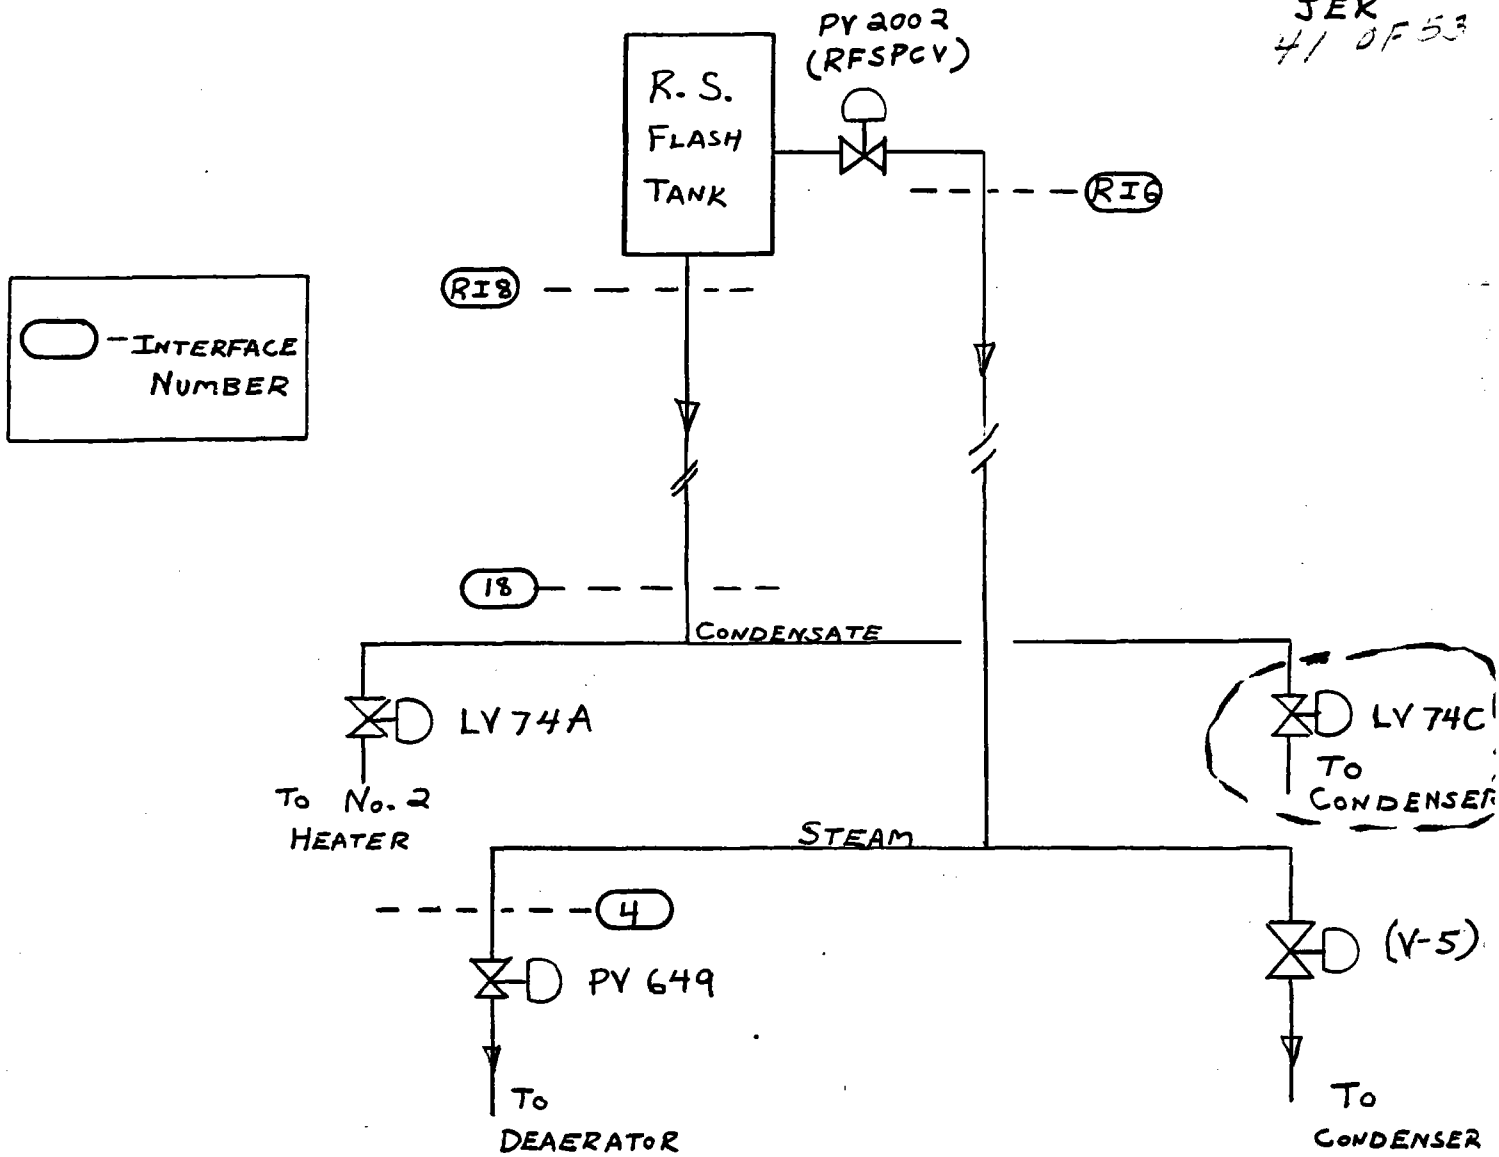 JEK
41 OF 53
PV 2002
(RFSPCV)
R. S.
FLASH
TANK
RI6
RI8
- INTERFACE
NUMBER
18
CONDENSATE
LV 74A
LV 74C
TO
CONDENSER
TO NO. 2
HEATER
STEAM
4
PV 649
(V-5)
TO
DEAERATOR
TO
CONDENSER